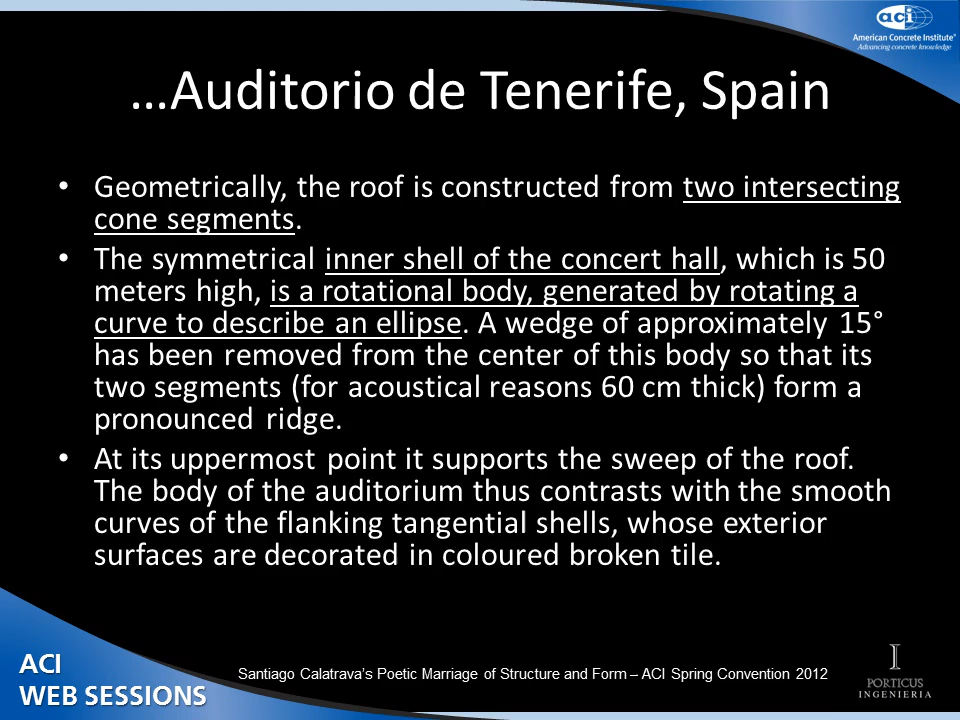 aci
American Concrete Institute®
Advancing concrete knowledge
...Auditorio de Tenerife, Spain
• Geometrically, the roof is constructed from two intersecting
cone segments.
• The symmetrical inner shell of the concert hall, which is 50
meters high, is a rotational body, generated by rotating a
curve to describe an ellipse. A wedge of approximately 15°
has been removed from the center of this body so that its
two segments (for acoustical reasons 60 cm thick) form a
pronounced ridge.
• At its uppermost point it supports the sweep of the roof.
The body of the auditorium thus contrasts with the smooth
curves of the flanking tangential shells, whose exterior
surfaces are decorated in coloured broken tile.
ACI
WEB SESSIONS
Santiago Calatrava’s Poetic Marriage of Structure and Form – ACI Spring Convention 2012
PORTICUS
INGENIERIA